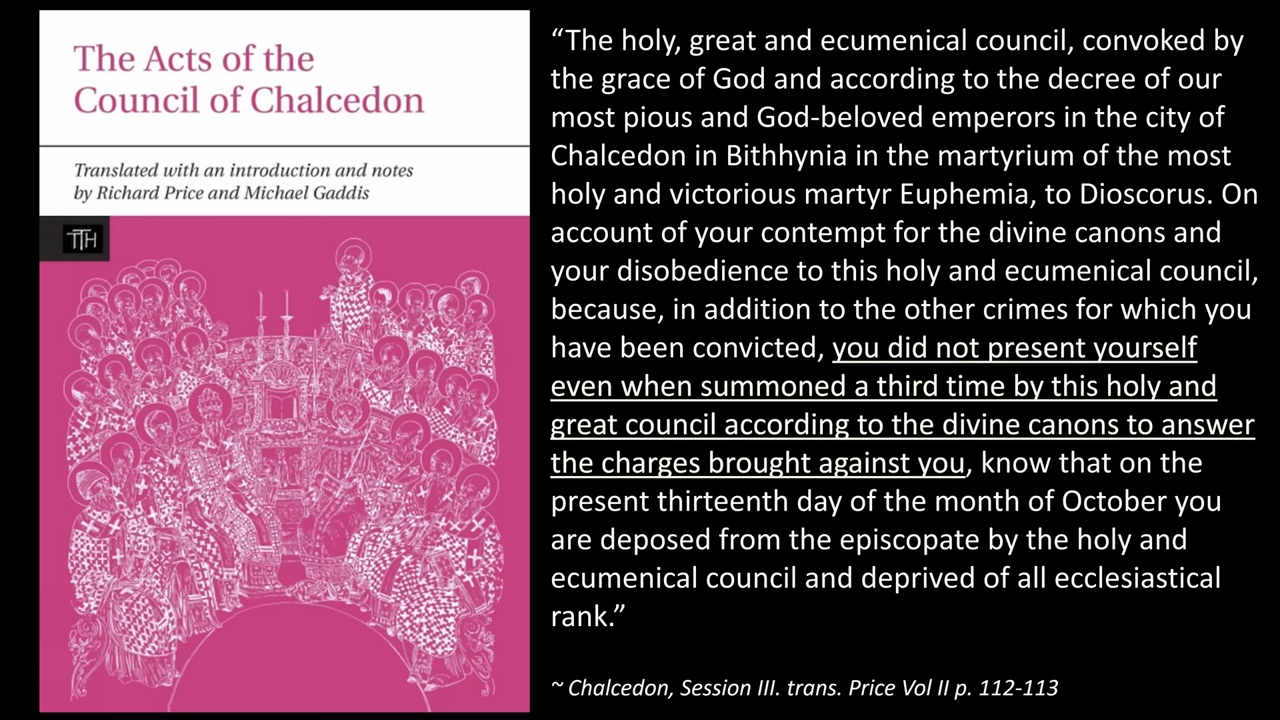 The Acts of the
Council of Chalcedon
Translated with an introduction and notes
by Richard Price and Michael Gaddis
TTH
“The holy, great and ecumenical council, convoked by
the grace of God and according to the decree of our
most pious and God-beloved emperors in the city of
Chalcedon in Bithhynia in the martyrium of the most
holy and victorious martyr Euphemia, to Dioscorus. On
account of your contempt for the divine canons and
your disobedience to this holy and ecumenical council,
because, in addition to the other crimes for which you
have been convicted, you did not present yourself
even when summoned a third time by this holy and
great council according to the divine canons to answer
the charges brought against you, know that on the
present thirteenth day of the month of October you
are deposed from the episcopate by the holy and
ecumenical council and deprived of all ecclesiastical
rank.”
~ Chalcedon, Session III. trans. Price Vol II p. 112-113